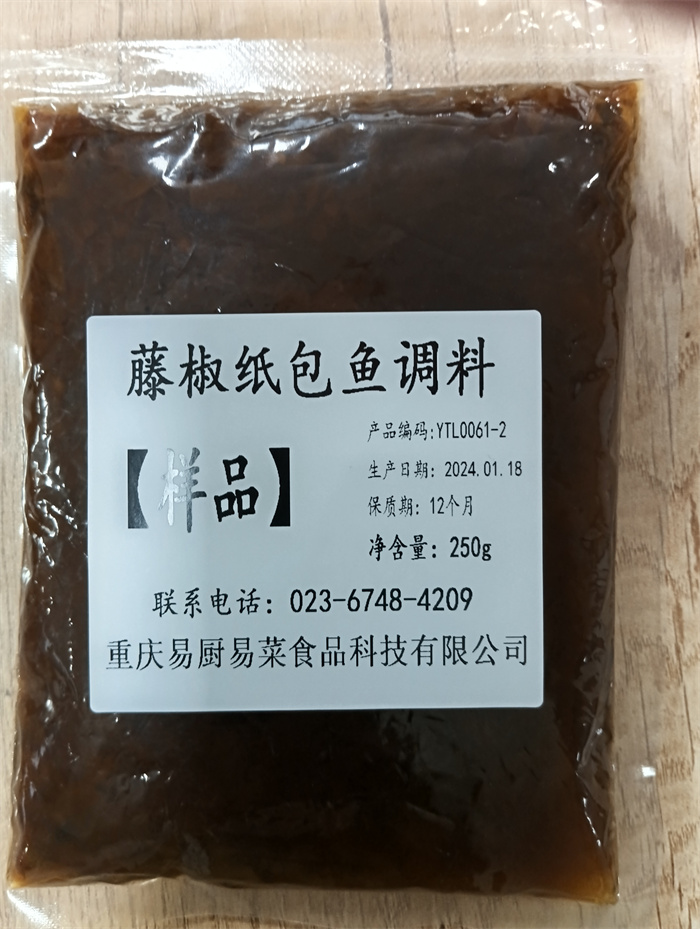 藤椒纸包鱼调料
【样品】
产品编码:YTL0061-2
生产日期: 2024.01.18
保质期: 12个月
净含量: 250g
联系电话: 023-6748-4209
重庆易厨易菜食品科技有限公司